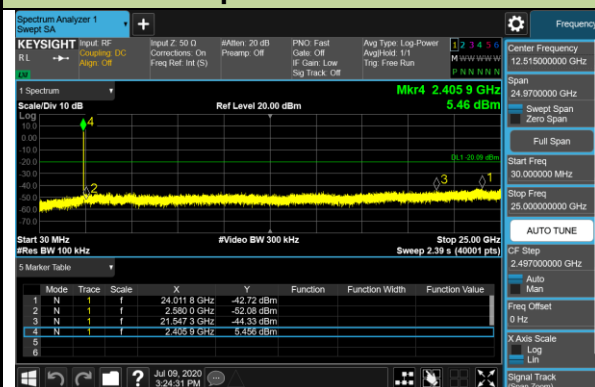 Spectrum Analyzer 1
Swept SA
+
Frequency
KEYSIGHT
RL
LNI
Input: RF
Coupling: DC
Align: Off
Input Z: 50 Ω
Corrections: On
Freq Ref: Int (S)
#Atten: 20 dB
Preamp: Off
PNO: Fast
Gate: Off
IF Gain: Low
Sig Track: Off
Avg Type: Log-Power
Avg|Hold: 1/1
Trig: Free Run
1 2 3 4 5 6
M W W W W W
P N N N N N
1 Spectrum
Scale/Div 10 dB
Ref Level 20.00 dBm
Mkr4 2.405 9 GHz
5.46 dBm
Log
10.0
0.00
-10.0
-20.0
-30.0
-40.0
-50.0
-60.0
-70.0
4
2
3
1
DL1 -20.09 dBm
Start 30 MHz
#Res BW 100 kHz
#Video BW 300 kHz
Stop 25.00 GHz
Sweep 2.39 s (40001 pts)
5 Marker Table
Mode Trace Scale X Y Function Function Width Function Value
1 N 1 f 24.011 8 GHz -42.72 dBm
2 N 1 f 2.580 0 GHz -52.08 dBm
3 N 1 f 21.547 3 GHz -44.33 dBm
4 N 1 f 2.405 9 GHz 5.456 dBm
5
6
Jul 09, 2020
3:24:31 PM
Center Frequency
12.515000000 GHz
Span
24.9700000 GHz
Swept Span
Zero Span
Full Span
Start Freq
30.000000 MHz
Stop Freq
25.000000000 GHz
AUTO TUNE
CF Step
2.497000000 GHz
Auto
Man
Freq Offset
0 Hz
X Axis Scale
Log
Lin
Signal Track
(Span Zoom)